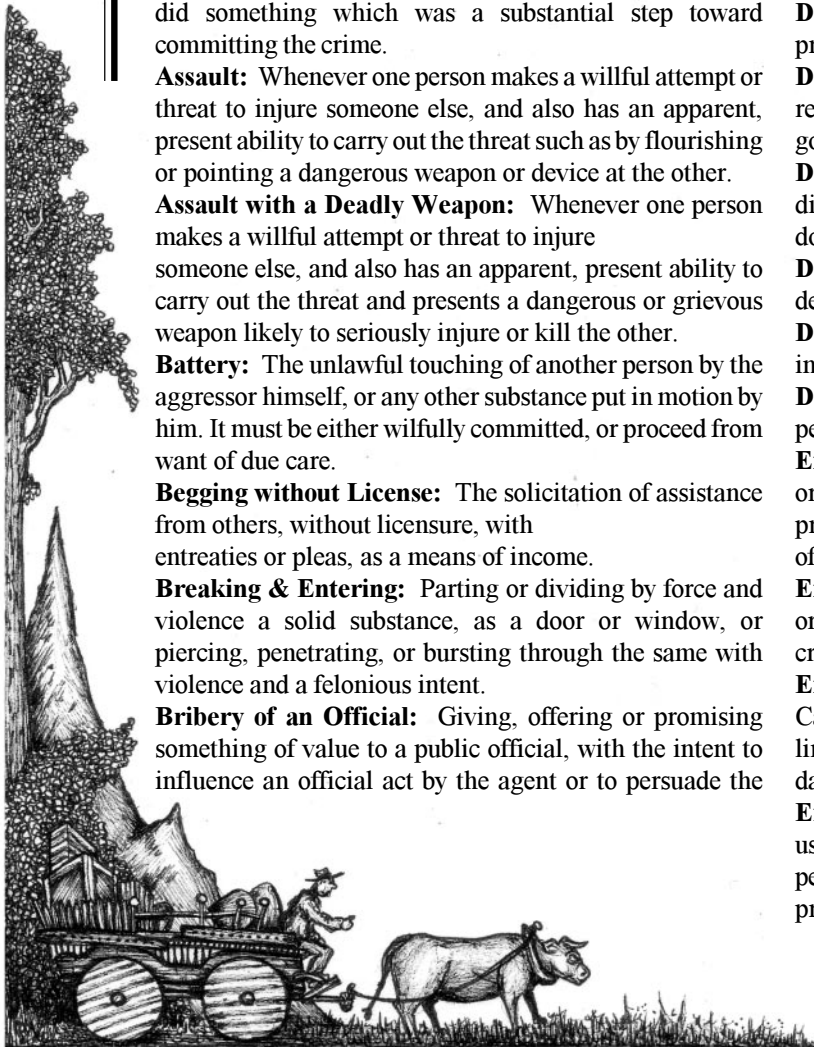 did something which was a substantial step toward
committing the crime.
Assault: Whenever one person makes a willful attempt or
threat to injure someone else, and also has an apparent,
present ability to carry out the threat such as by flourishing
or pointing a dangerous weapon or device at the other.
Assault with a Deadly Weapon: Whenever one person
makes a willful attempt or threat to injure
someone else, and also has an apparent, present ability to
carry out the threat and presents a dangerous or grievous
weapon likely to seriously injure or kill the other.
Battery: The unlawful touching of another person by the
aggressor himself, or any other substance put in motion by
him. It must be either wilfully committed, or proceed from
want of due care.
Begging without License: The solicitation of assistance
from others, without licensure, with
entreaties or pleas, as a means of income.
Breaking & Entering: Parting or dividing by force and
violence a solid substance, as a door or window, or
piercing, penetrating, or bursting through the same with
violence and a felonious intent.
Bribery of an Official: Giving, offering or promising
something of value to a public official, with the intent to
influence an official act by the agent or to persuade the